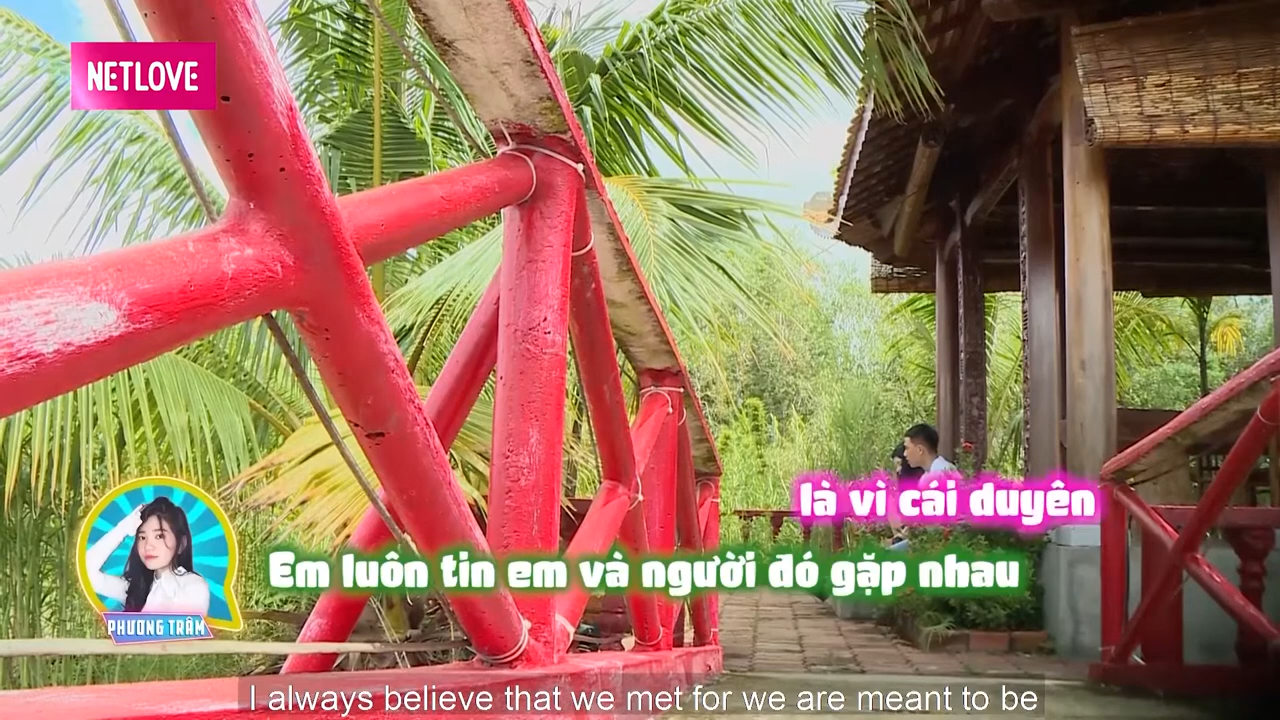 NETLOVE
Em luôn tin em và người đó gặp nhau
là vì cái duyên
PHƯƠNG TRÂM
I always believe that we met for we are meant to be